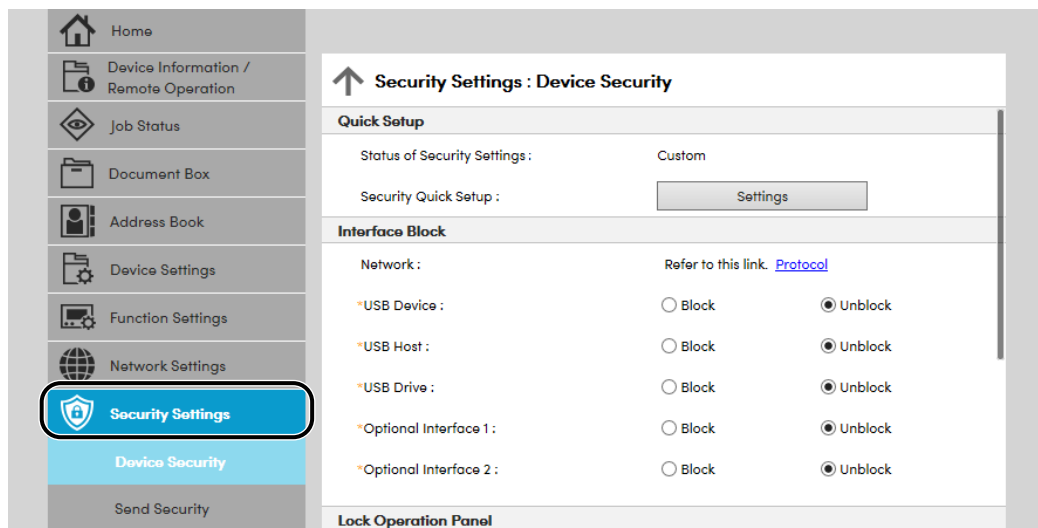 Home
Device Information /
Remote Operation
Job Status
Document Box
Address Book
Device Settings
Function Settings
Network Settings
Security Settings
Device Security
Send Security
Security Settings : Device Security
Quick Setup
Status of Security Settings : Custom
Security Quick Setup : Settings
Interface Block
Network : Refer to this link. Protocol
*USB Device : Block Unblock
*USB Host : Block Unblock
*USB Drive : Block Unblock
*Optional Interface 1 : Block Unblock
*Optional Interface 2 : Block Unblock
Lock Operation Panel